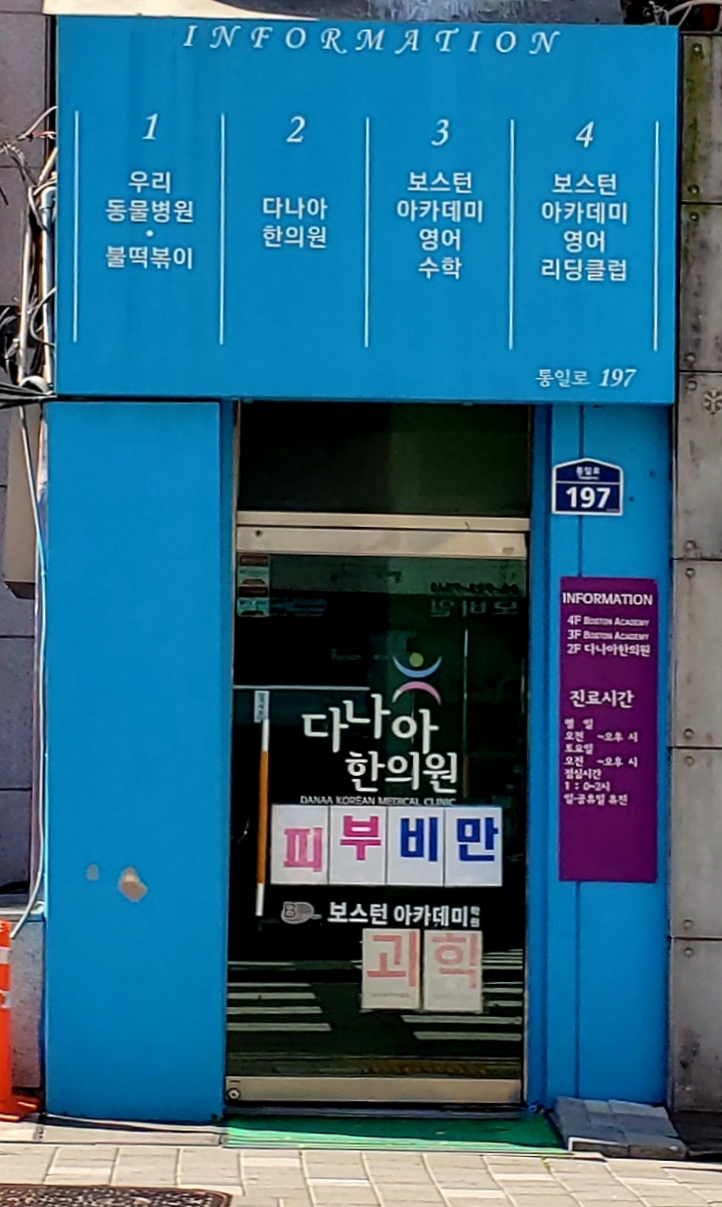 INFORMATION
1
우리
동물병원
•
불떡볶이
2
다나아
한의원
3
보스턴
아카데미
영어
수학
4
보스턴
아카데미
영어
리딩클럽
통일로 197
통일로
197
INFORMATION
4F BOSTON ACADEMY
3F BOSTON ACADEMY
2F 다나아한의원
진료시간
평 일
오전 ~오후 시
토요일
오전 ~오후 시
점심시간
1 : 0~2시
일·공휴일 휴진
다나아
한의원
DANAA KOREAN MEDICAL CLINIC
피부비만
보스턴 아카데미학원